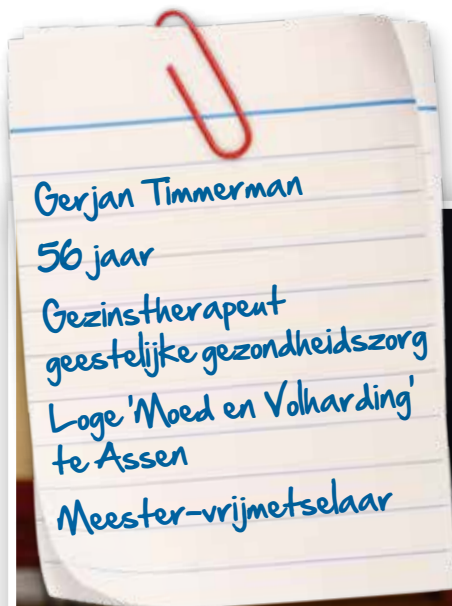 Gerjan Timmerman
56 jaar
Gezinstherapeut
geestelijke gezondheidszorg
Loge 'Moed en Volharding'
te Assen
Meester-vrijmetselaar